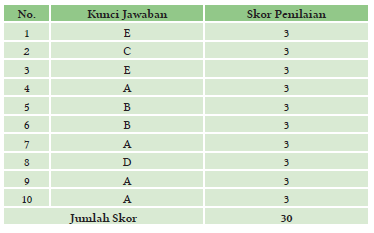 No. Kunci Jawaban Skor Penilaian
1 E 3
2 C 3
3 E 3
4 A 3
5 B 3
6 B 3
7 A 3
8 D 3
9 A 3
10 A 3
Jumlah Skor 30